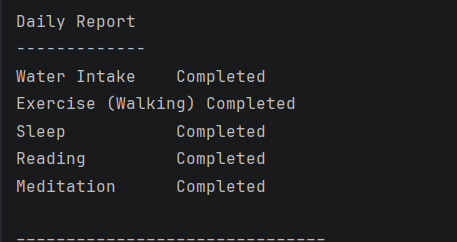 Daily Report
-------------
Water Intake    Completed
Exercise (Walking) Completed
Sleep           Completed
Reading         Completed
Meditation      Completed
-------------------------------